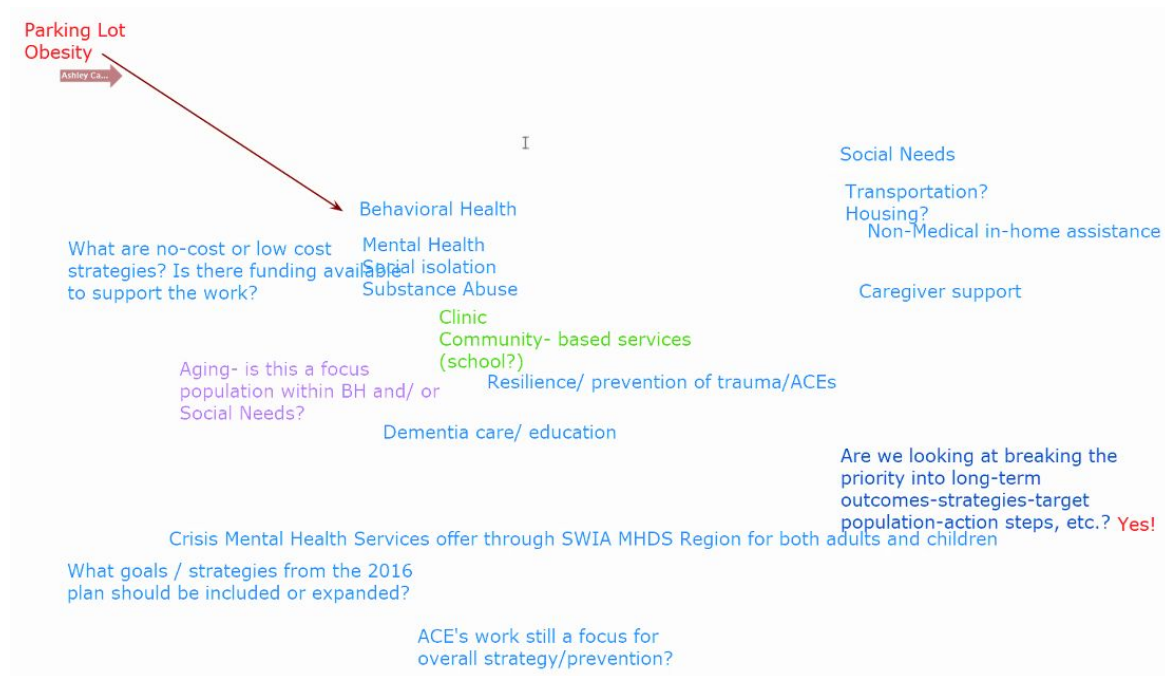 Parking Lot
Obesity
Ashley Ca...
Social Needs
Transportation?
Housing?
Non-Medical in-home assistance
Caregiver support
Behavioral Health
Mental Health
Social isolation
Substance Abuse
What are no-cost or low cost
strategies? Is there funding available
to support the work?
Clinic
Community- based services
(school?)
Aging- is this a focus
population within BH and/ or
Social Needs?
Resilience/ prevention of trauma/ACEs
Dementia care/ education
Are we looking at breaking the
priority into long-term
outcomes-strategies-target
population-action steps, etc.? Yes!
Crisis Mental Health Services offer through SWIA MHDS Region for both adults and children
What goals / strategies from the 2016
plan should be included or expanded?
ACE's work still a focus for
overall strategy/prevention?